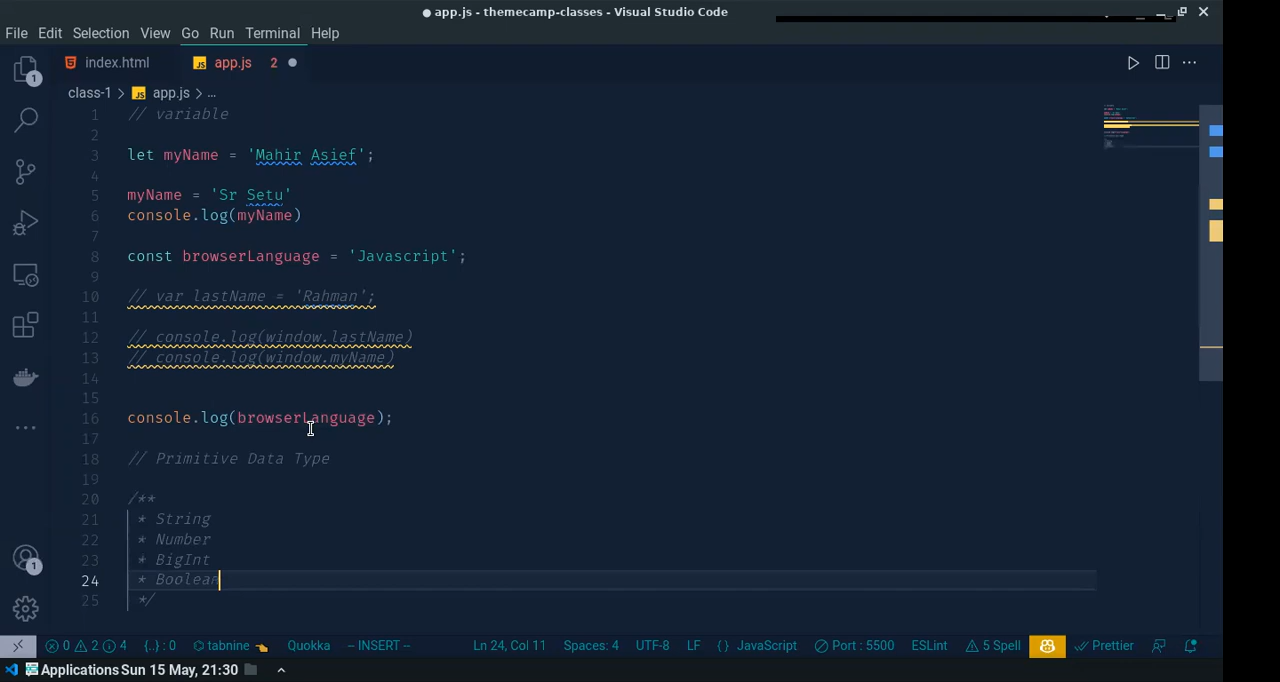 app.js - themecamp-classes - Visual Studio Code
File Edit Selection View Go Run Terminal Help
index.html app.js 2
class-1 > JS app.js > ...
1 // variable
2
3 let myName = 'Mahir Asief';
4
5 myName = 'Sr Setu'
6 console.log(myName)
7
8 const browserLanguage = 'Javascript';
9
10 // var lastName = 'Rahman';
11
12 // console.log(window.lastName)
13 // console.log(window.myName)
14
15
16 console.log(browserLanguage);
17
18 // Primitive Data Type
19
20 /**
21 * String
22 * Number
23 * BigInt
24 * Boolean
25 */
0 2 4 {..} : 0 tabnine Quokka -- INSERT -- Ln 24, Col 11 Spaces: 4 UTF-8 LF {} JavaScript Port : 5500 ESLint 5 Spell Prettier
Applications Sun 15 May, 21:30